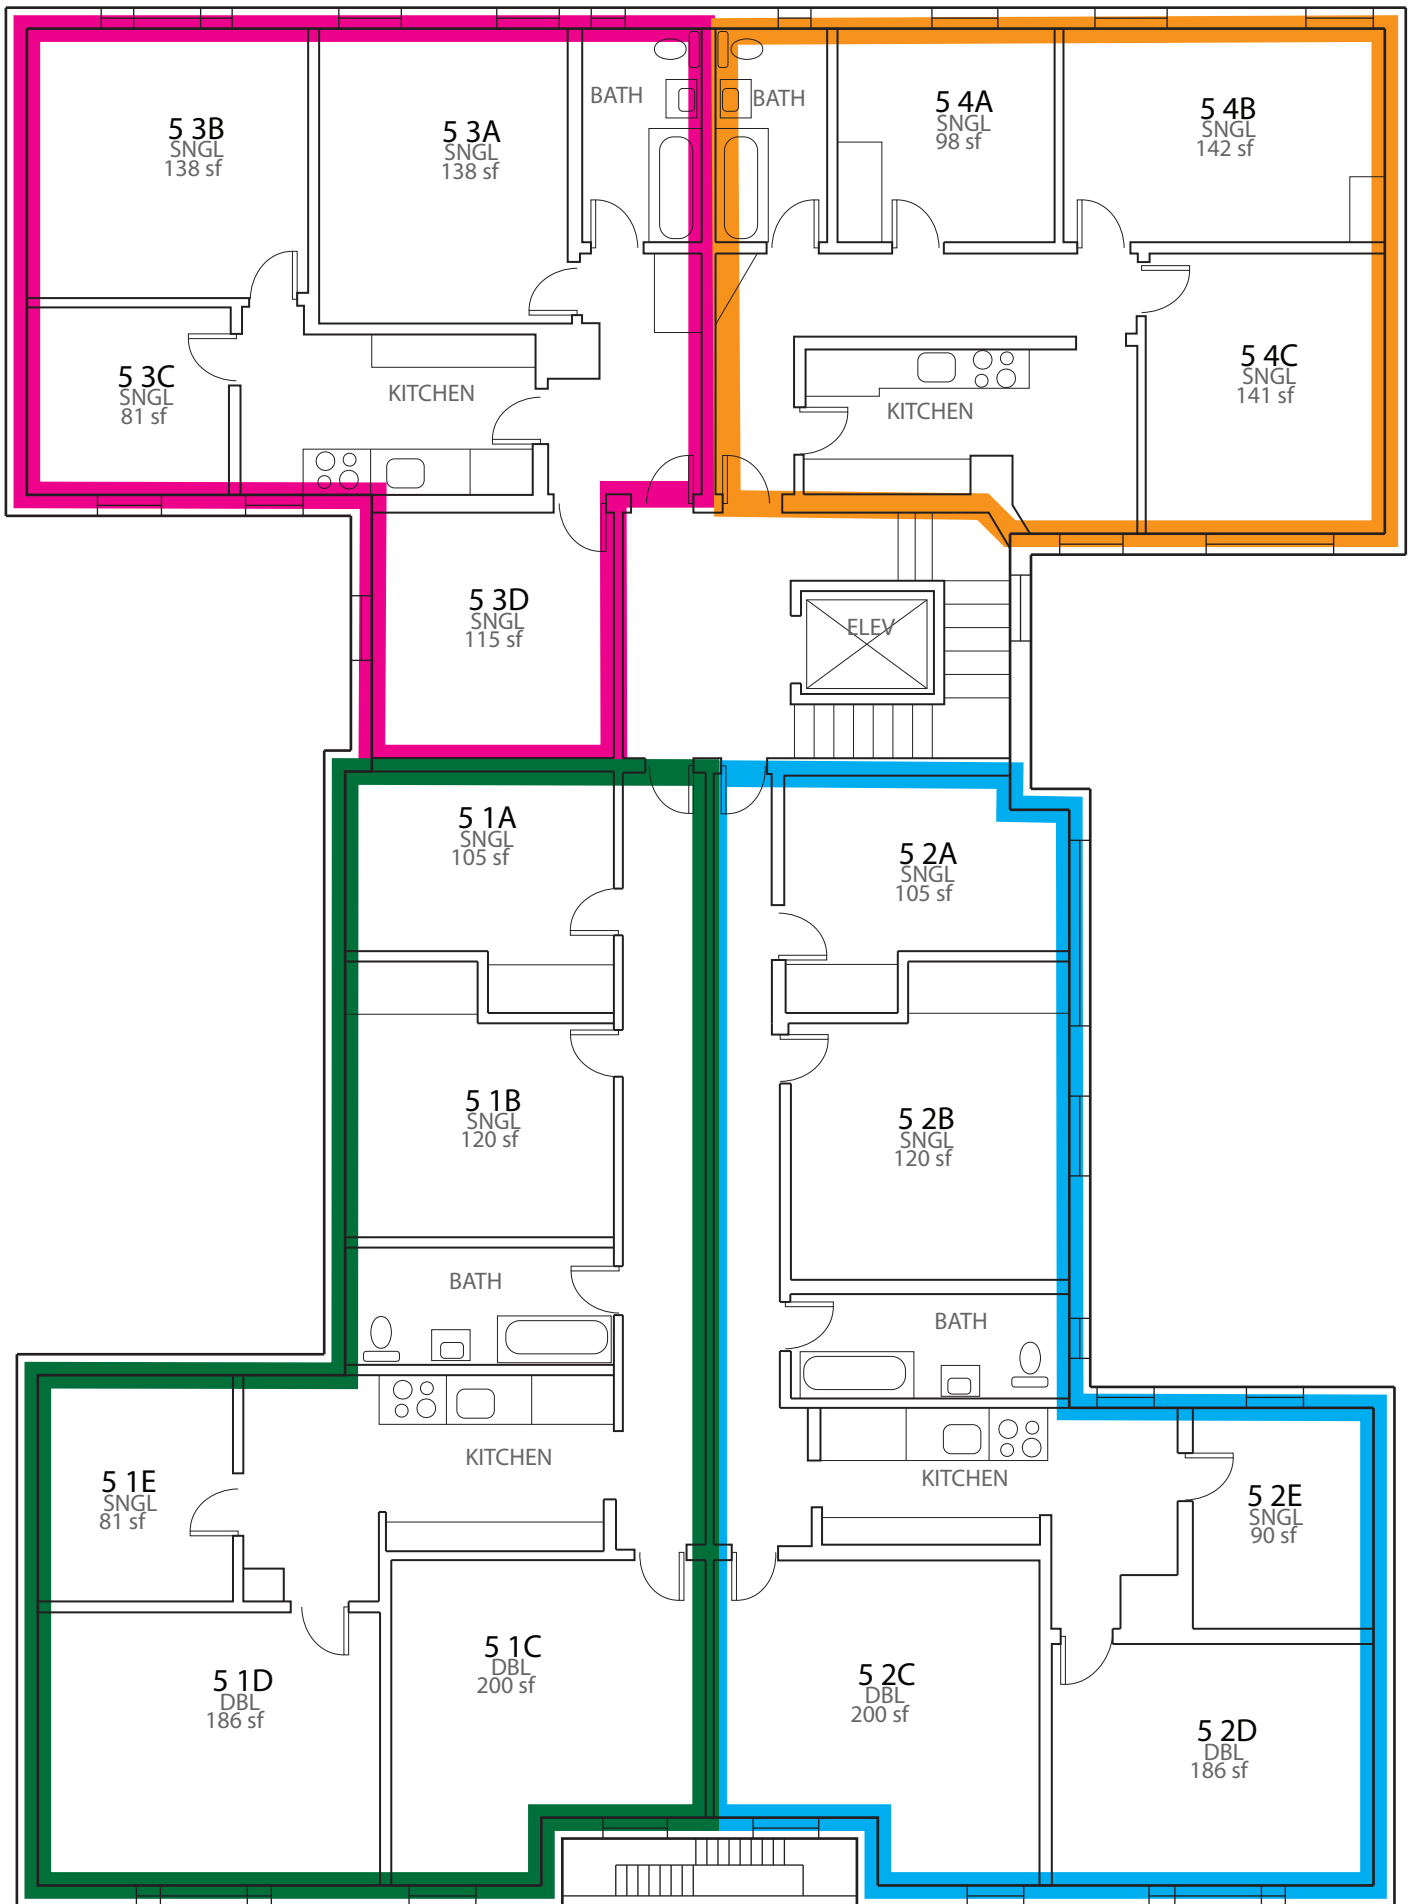 5 3B
SNGL
138 sf
5 3A
SNGL
138 sf
BATH
BATH
5 4A
SNGL
98 sf
5 4B
SNGL
142 sf
5 3C
SNGL
81 sf
KITCHEN
KITCHEN
5 4C
SNGL
141 sf
5 3D
SNGL
115 sf
ELEV
5 1A
SNGL
105 sf
5 2A
SNGL
105 sf
5 1B
SNGL
120 sf
5 2B
SNGL
120 sf
BATH
BATH
KITCHEN
KITCHEN
5 1E
SNGL
81 sf
5 2E
SNGL
90 sf
5 1D
DBL
186 sf
5 1C
DBL
200 sf
5 2C
DBL
200 sf
5 2D
DBL
186 sf